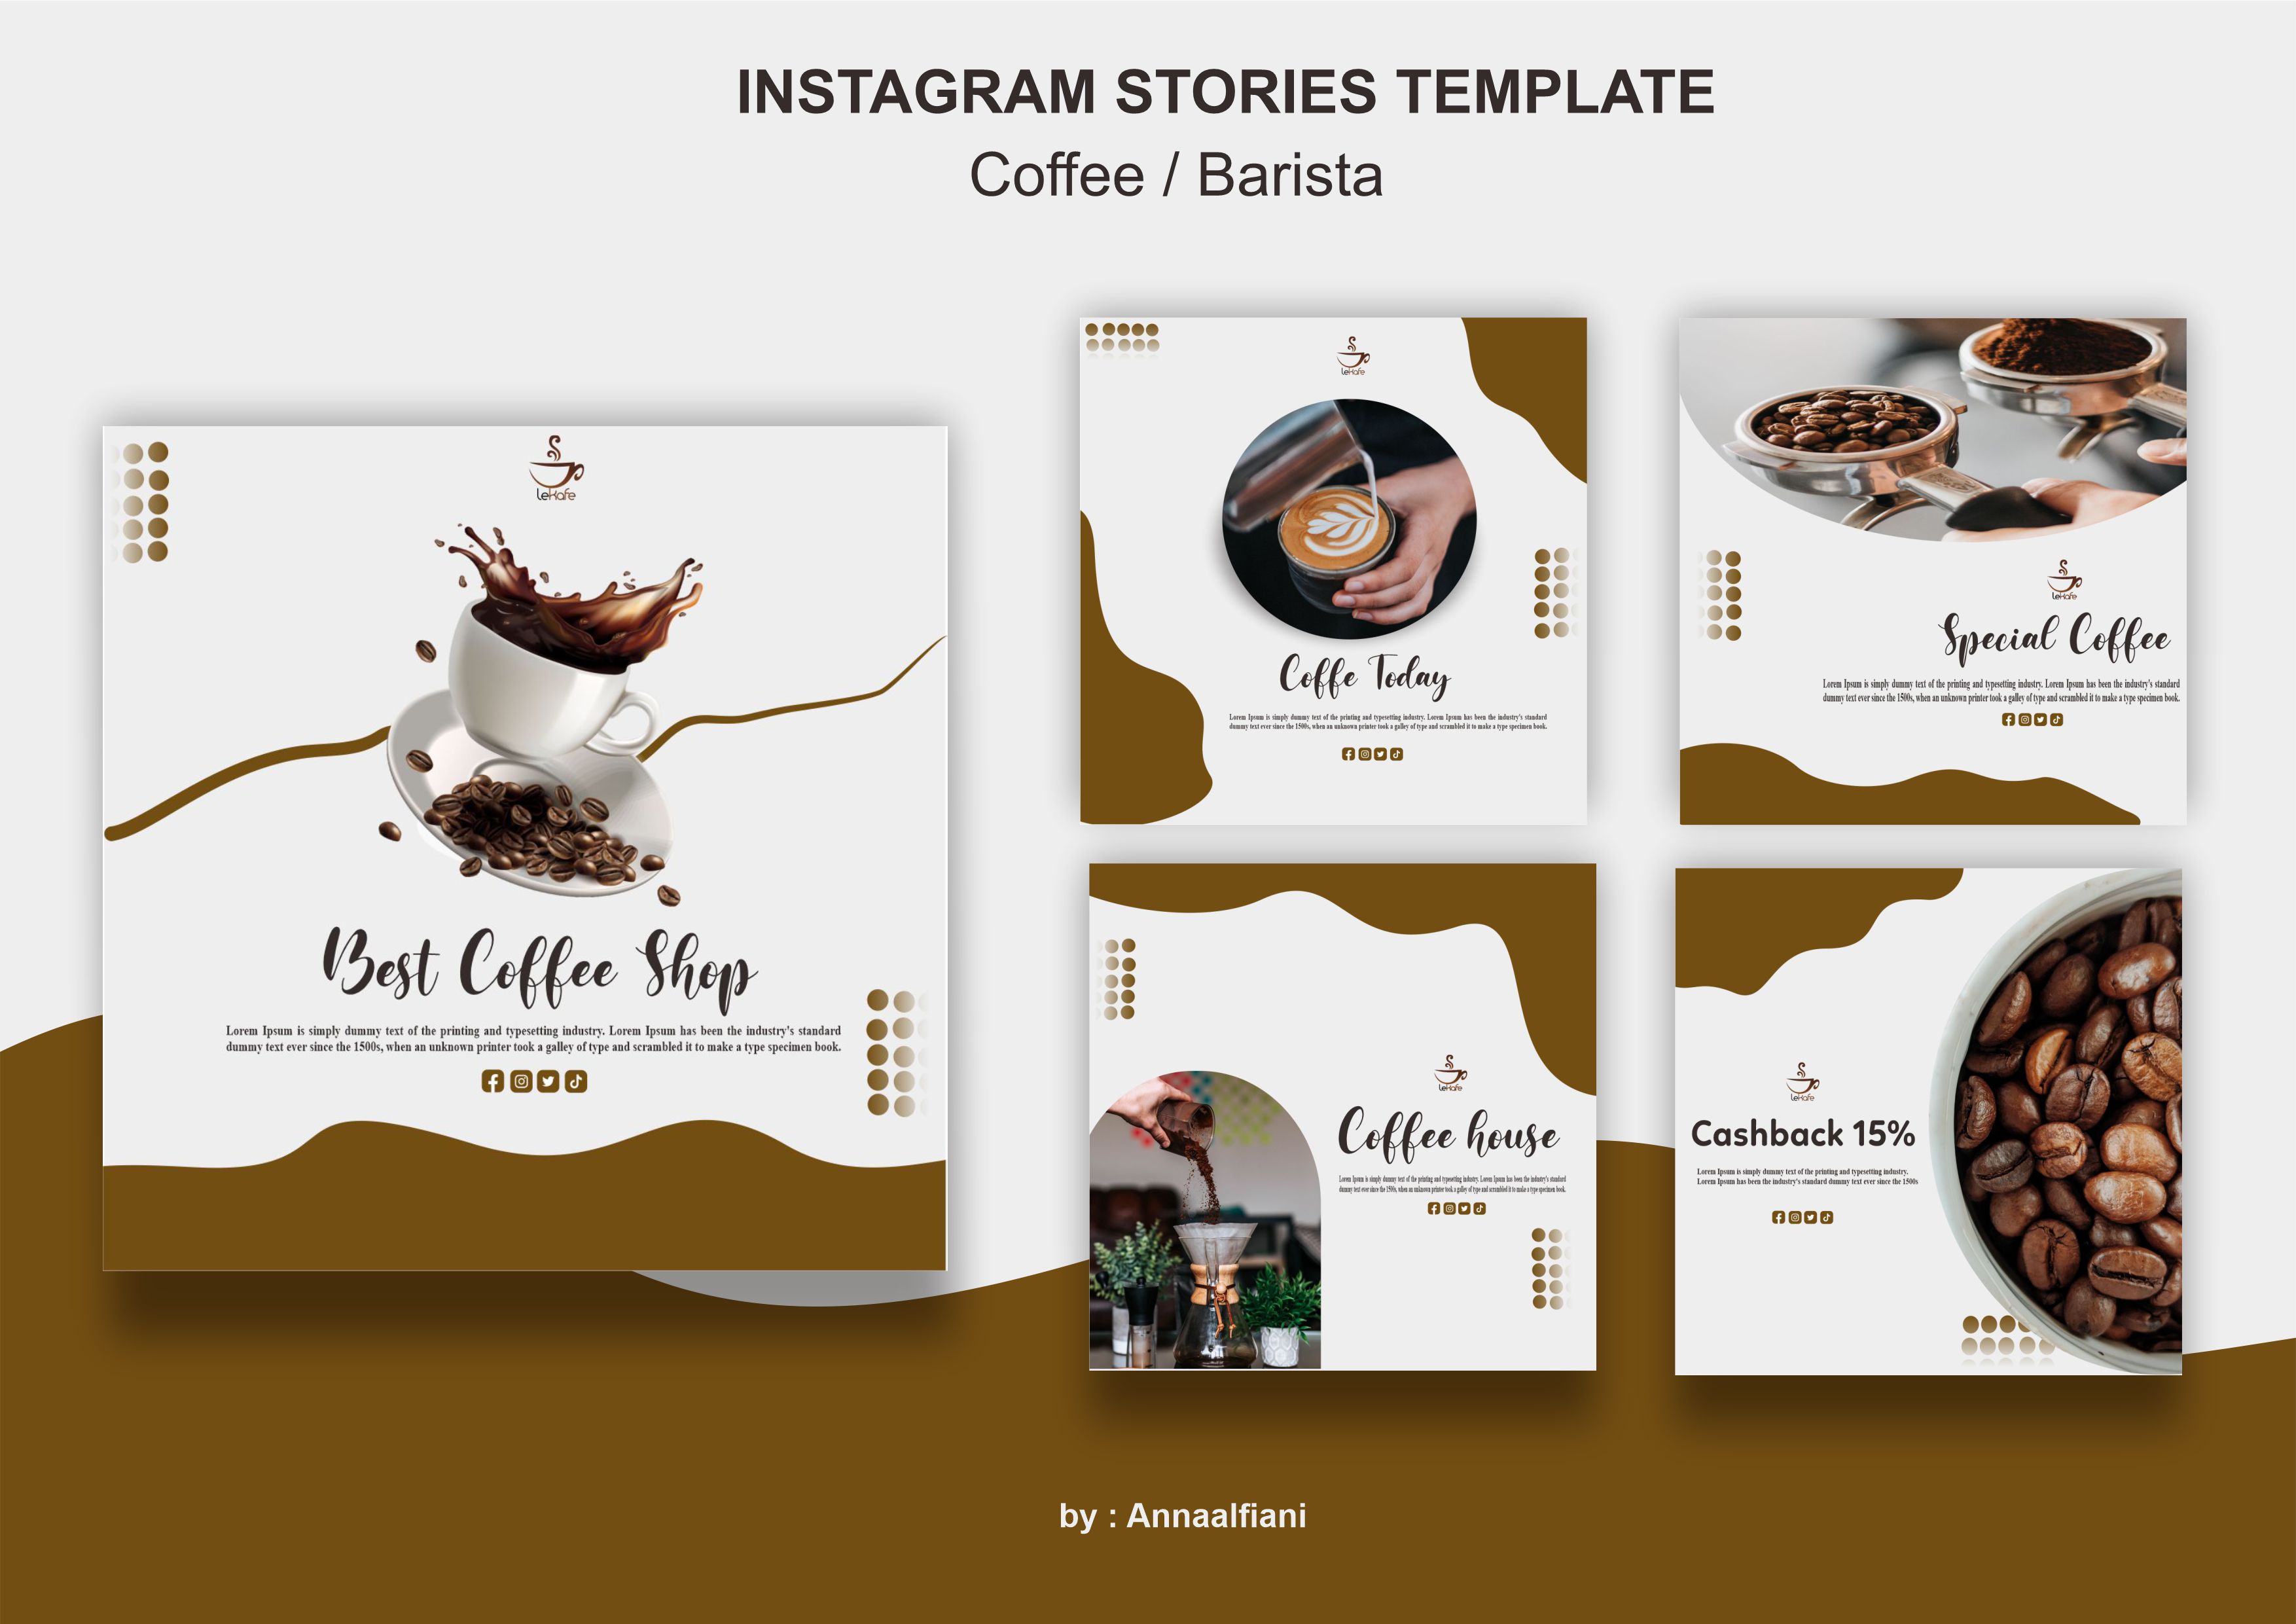 INSTAGRAM STORIES TEMPLATE
Coffee / Barista
LeKafe
Best Coffee Shop
Lorem Ipsum is simply dummy text of the printing and typesetting industry. Lorem Ipsum has been the industry's standard
dummy text ever since the 1500s, when an unknown printer took a galley of type and scrambled it to make a type specimen book.
LeKafe
Coffe Today
Lorem Ipsum is simply dummy text of the printing and typesetting industry. Lorem Ipsum has been the industry's standard
dummy text ever since the 1500s, when an unknown printer took a galley of type and scrambled it to make a type specimen book.
LeKafe
Special Coffee
Lorem Ipsum is simply dummy text of the printing and typesetting industry. Lorem Ipsum has been the industry's standard
dummy text ever since the 1500s, when an unknown printer took a galley of type and scrambled it to make a type specimen book.
LeKafe
Coffee house
Lorem Ipsum is simply dummy text of the printing and typesetting industry. Lorem Ipsum has been the industry's standard
dummy text ever since the 1500s, when an unknown printer took a galley of type and scrambled it to make a type specimen book.
LeKafe
Cashback 15%
Lorem Ipsum is simply dummy text of the printing and typesetting industry.
Lorem Ipsum has been the industry's standard dummy text ever since the 1500s
by : Annaalfiani